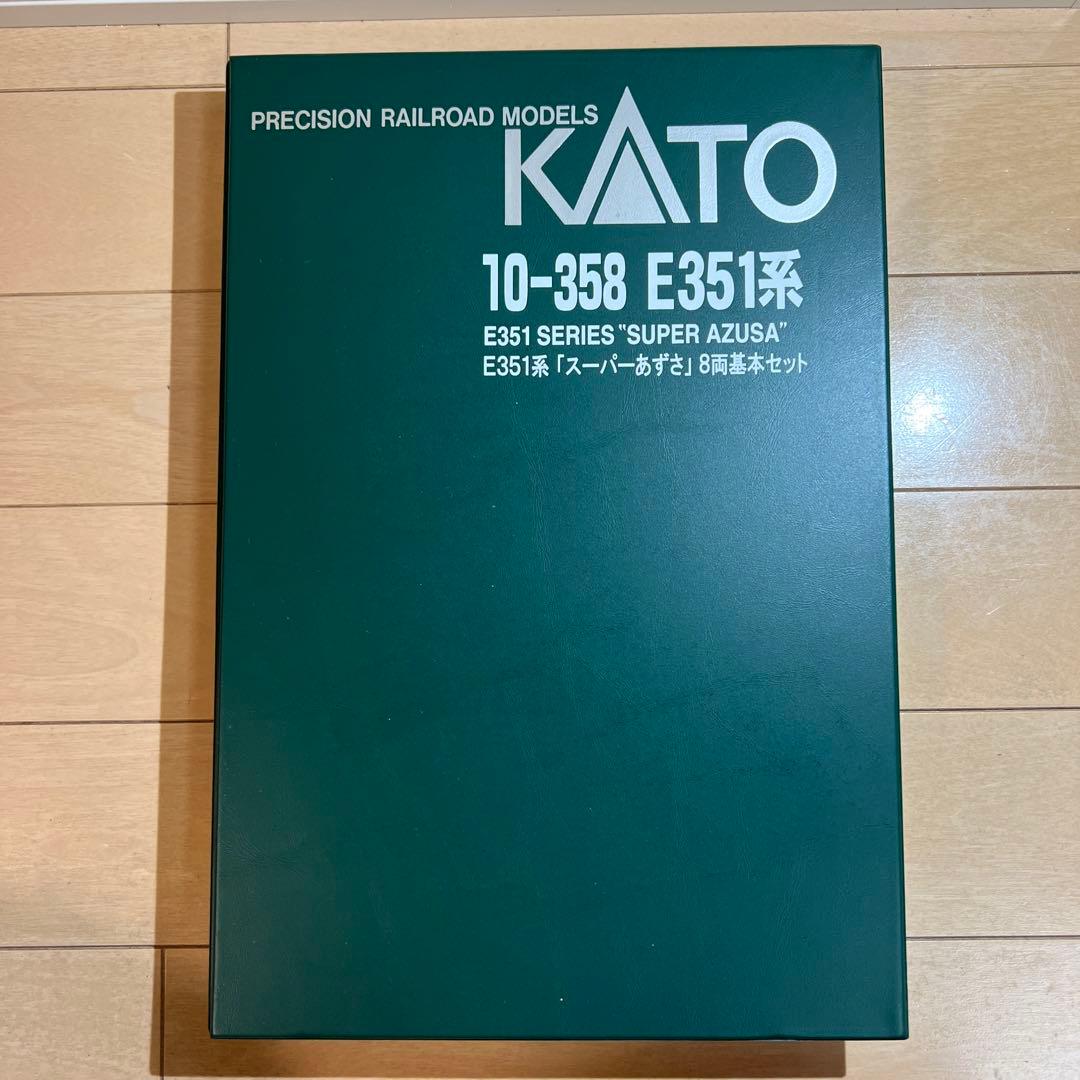 PRECISION RAILROAD MODELS
KATO
10-358 E351系
E351 SERIES "SUPER AZUSA"
E351系「スーパーあずさ」8両基本セット